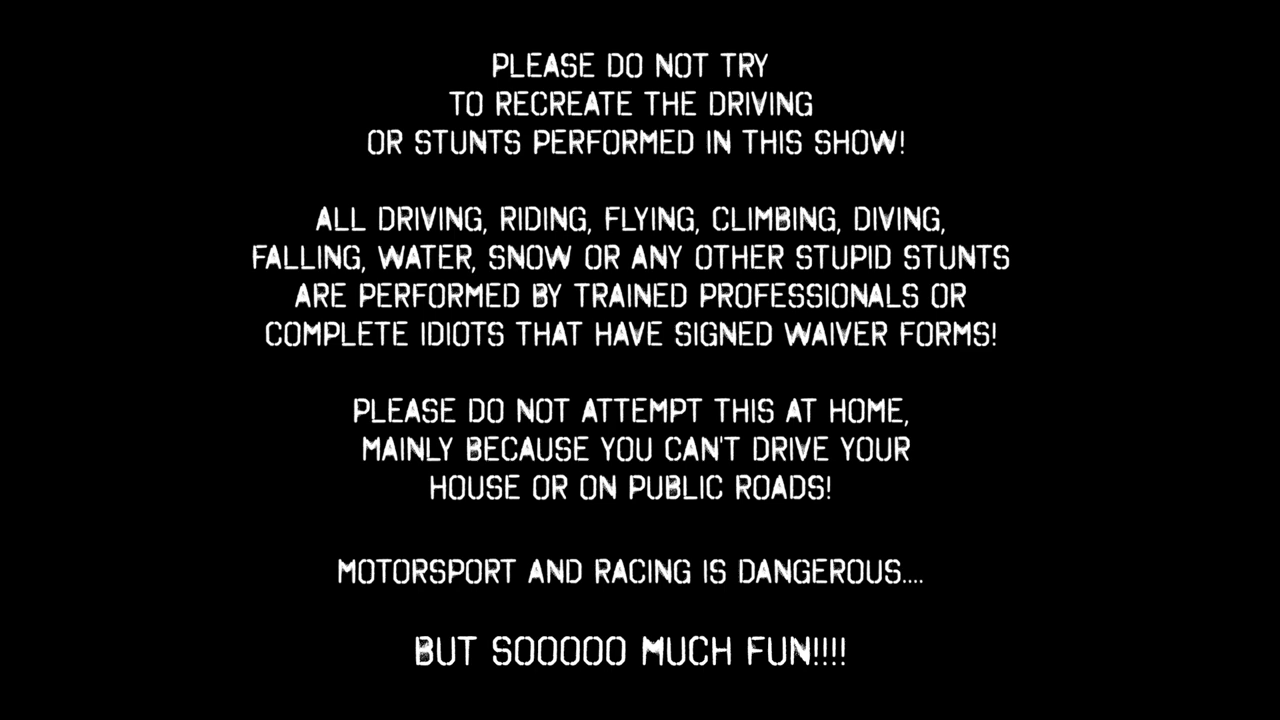 PLEASE DO NOT TRY
TO RECREATE THE DRIVING
OR STUNTS PERFORMED IN THIS SHOW!
ALL DRIVING, RIDING, FLYING, CLIMBING, DIVING,
FALLING, WATER, SNOW OR ANY OTHER STUPID STUNTS
ARE PERFORMED BY TRAINED PROFESSIONALS OR
COMPLETE IDIOTS THAT HAVE SIGNED WAIVER FORMS!
PLEASE DO NOT ATTEMPT THIS AT HOME,
MAINLY BECAUSE YOU CAN'T DRIVE YOUR
HOUSE OR ON PUBLIC ROADS!
MOTORSPORT AND RACING IS DANGEROUS....
BUT SOOOOO MUCH FUN!!!!